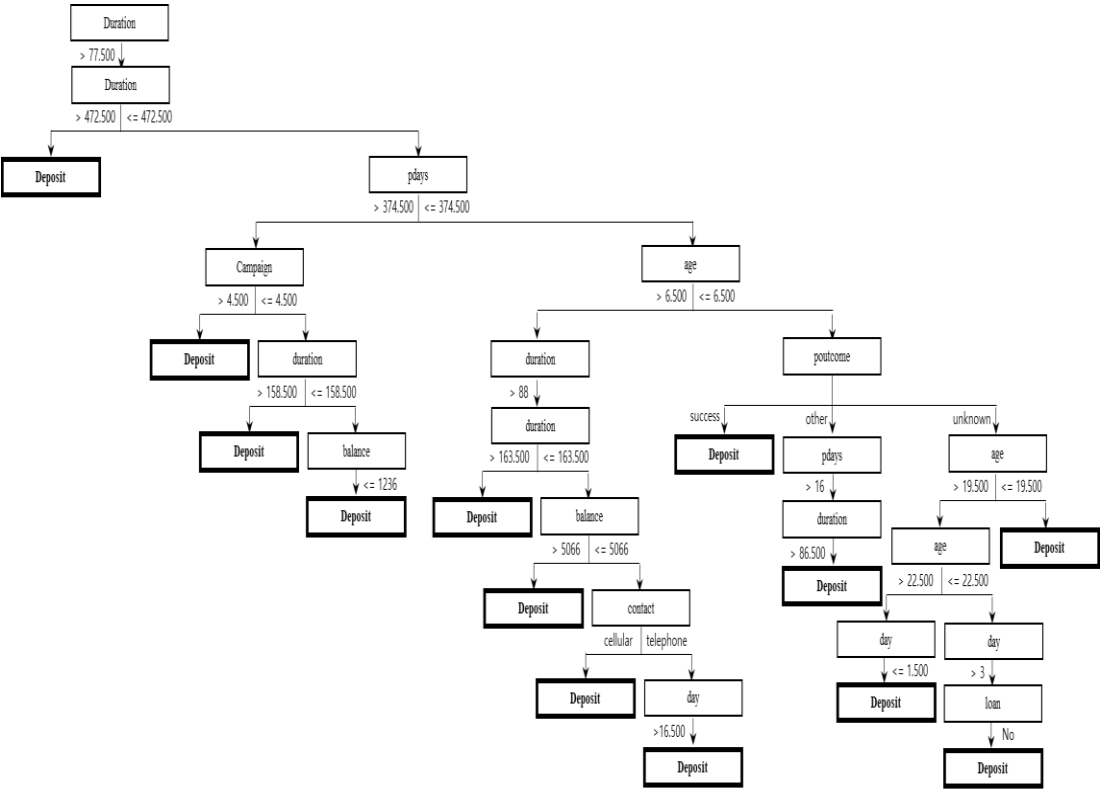 Duration
> 77.500
Duration
> 472.500 <= 472.500
Deposit
pdays
> 374.500 <= 374.500
Campaign
age
> 4.500 <= 4.500
> 6.500 <= 6.500
Deposit
duration
duration
poutcome
> 158.500 <= 158.500
> 88
Deposit
balance
duration
success
other
unknown
<= 1236
> 163.500 <= 163.500
Deposit
pdays
age
Deposit
Deposit
balance
> 16
> 19.500 <= 19.500
duration
age
Deposit
> 5066 <= 5066
> 86.500
> 22.500 <= 22.500
Deposit
contact
Deposit
cellular telephone
day
day
Deposit
day
<= 1.500
> 3
Deposit
loan
>16.500
No
Deposit
Deposit